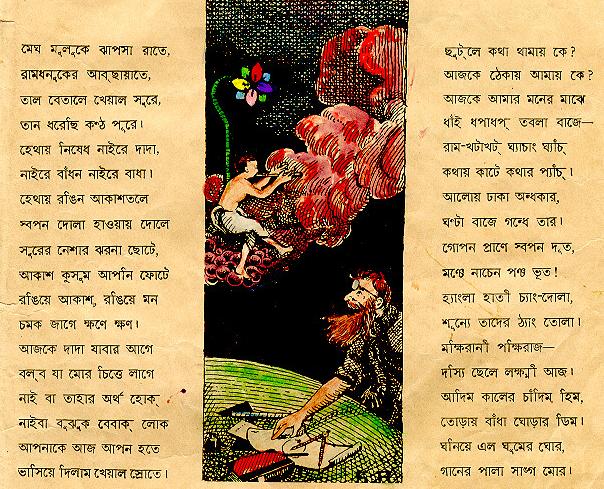 মেঘ মুলুকে ঝাপসা রাতে,
রামধনুকের আব্‌ছায়াতে,
তাল বেতালে খেয়াল সুরে,
তান ধরেছি কণ্ঠ পুরে।
হেথায় নিষেধ নাইরে দাদা,
নাইরে বাঁধন নাইরে বাধা।
হেথায় রঙিন আকাশতলে
স্বপন দোলা হাওয়ায় দোলে
সুরের নেশার ঝরনা ছোটে,
আকাশ কুসুম আপনি ফোটে
রঙিয়ে আকাশ, রঙিয়ে মন
চমক জাগে ক্ষণে ক্ষণ।
আজকে দাদা যাবার আগে
বল্‌ব যা মোর চিত্তে লাগে
নাই বা তাহার অর্থ হোক্
নাইবা বুঝুক বেবাক্ লোক
আপনাকে আজ আপন হতে
ভাসিয়ে দিলাম খেয়াল স্রোতে।
ছুট্‌লে কথা থামায় কে?
আজকে ঠেকায় আমায় কে?
আজকে আমার মনের মাঝে
ধাঁই ধপাধপ্ তবলা বাজে—
রাম-খটাখট্ ঘ্যাচাং ঘ্যাঁচ্
কথায় কাটে কথার প্যাঁচ্।
আলোয় ঢাকা অন্ধকার,
ঘণ্টা বাজে গন্ধে তার।
গোপন প্রাণে স্বপন দূত,
মঞ্চে নাচেন পঞ্চ ভূত!
হ্যাংলা হাতী চ্যাং-দোলা,
শূন্যে তাদের ঠ্যাং তোলা।
মক্ষিরানী পক্ষিরাজ—
দস্যি ছেলে লক্ষ্মী আজ।
আদিম কালের চাঁদিম হিম,
তোড়ায় বাঁধা ঘোড়ার ডিম।
ঘনিয়ে এল ঘুমের ঘোর,
গানের পালা সাঙ্গ মোর।